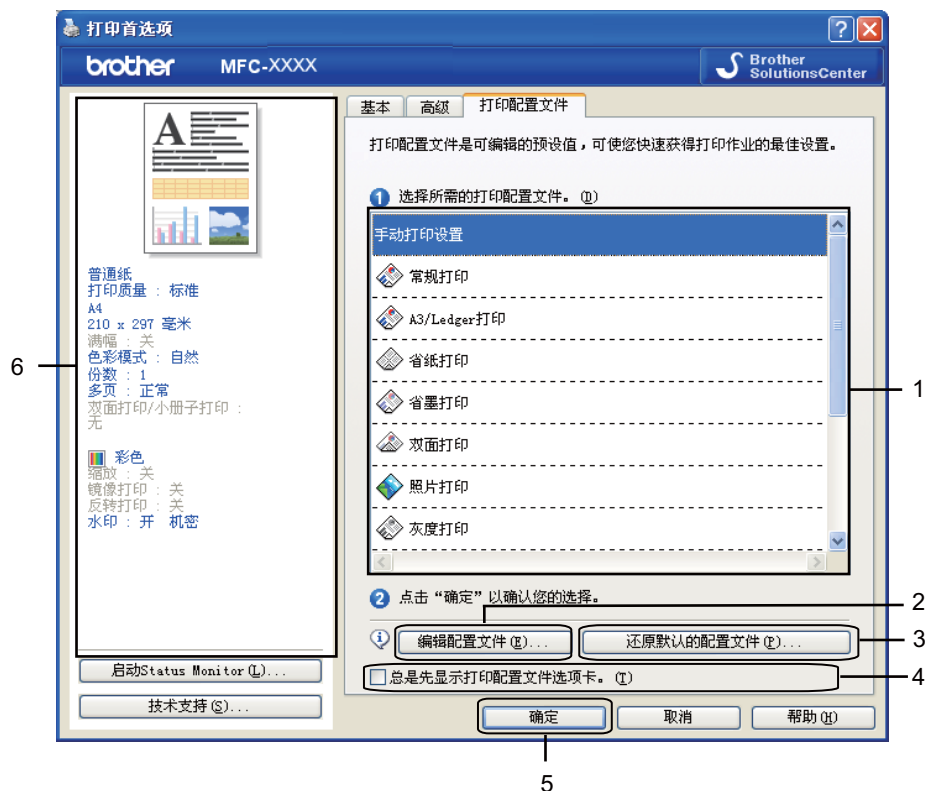 打印首选项
brother MFC-XXXX Brother SolutionsCenter
基本 高级 打印配置文件
打印配置文件是可编辑的预设值，可使您快速获得打印作业的最佳设置。
1 选择所需的打印配置文件。(D)
手动打印设置
常规打印
A3/Ledger打印
省纸打印
省墨打印
双面打印
照片打印
灰度打印
2 点击“确定”以确认您的选择。
编辑配置文件(E)... 还原默认的配置文件(P)...
总是先显示打印配置文件选项卡。(T)
确定 取消 帮助(H)
A
普通纸
打印质量 : 标准
A4
210 x 297 毫米
满幅 : 关
色彩模式 : 自然
份数 : 1
多页 : 正常
双面打印/小册子打印 :
无
彩色
缩放 : 关
镜像打印 : 关
反转打印 : 关
水印 : 开 机密
启动Status Monitor(L)...
技术支持(S)...
1
2
3
4
5
6